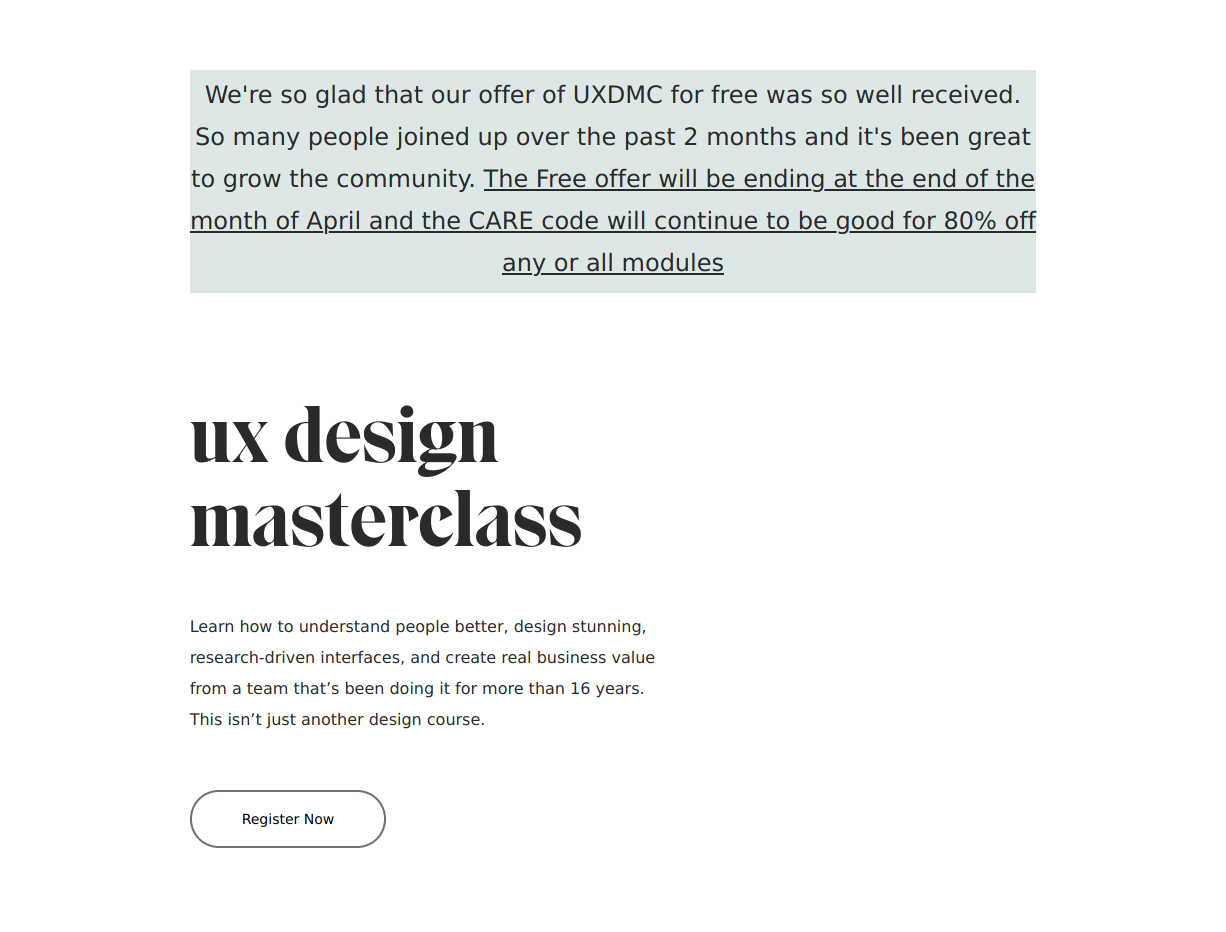 We're so glad that our offer of UXDMC for free was so well received.
So many people joined up over the past 2 months and it's been great
to grow the community. The Free offer will be ending at the end of the
month of April and the CARE code will continue to be good for 80% off
any or all modules
ux design
masterclass
Learn how to understand people better, design stunning,
research-driven interfaces, and create real business value
from a team that’s been doing it for more than 16 years.
This isn’t just another design course.
Register Now